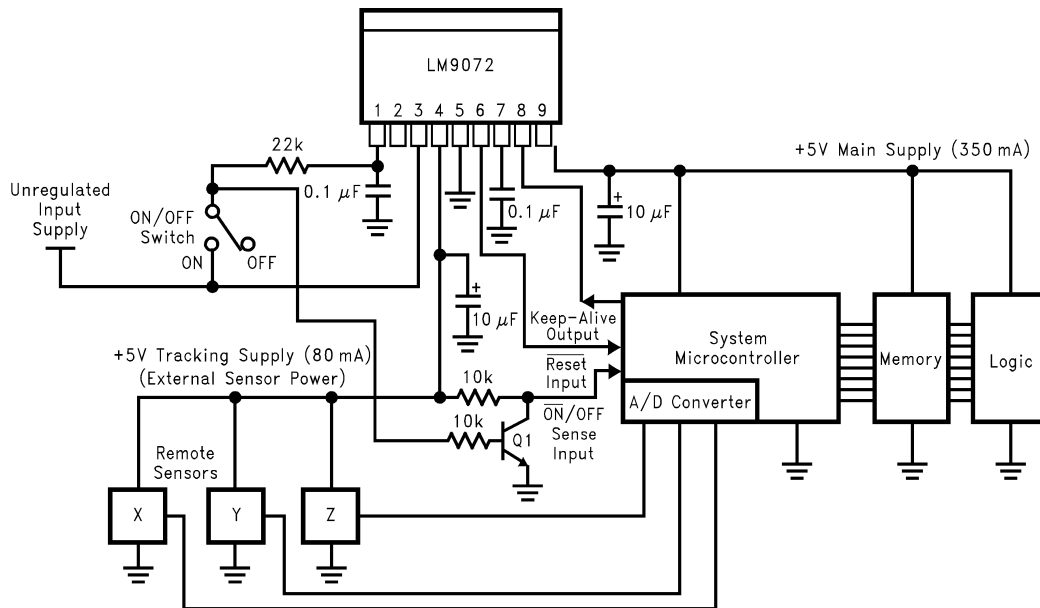 LM9072
1 2 3 4 5 6 7 8 9
22k
0.1 μF
0.1 μF
+
10 μF
+5V Main Supply (350 mA)
Unregulated
Input
Supply
ON/OFF
Switch
ON
OFF
+
10 μF
Keep-Alive
Output
System
Microcontroller
Memory
Logic
+5V Tracking Supply (80 mA)
(External Sensor Power)
10k
R̅e̅s̅e̅t̅
Input
A/D Converter
10k
Q1
O̅N̅/OFF
Sense
Input
Remote
Sensors
X
Y
Z